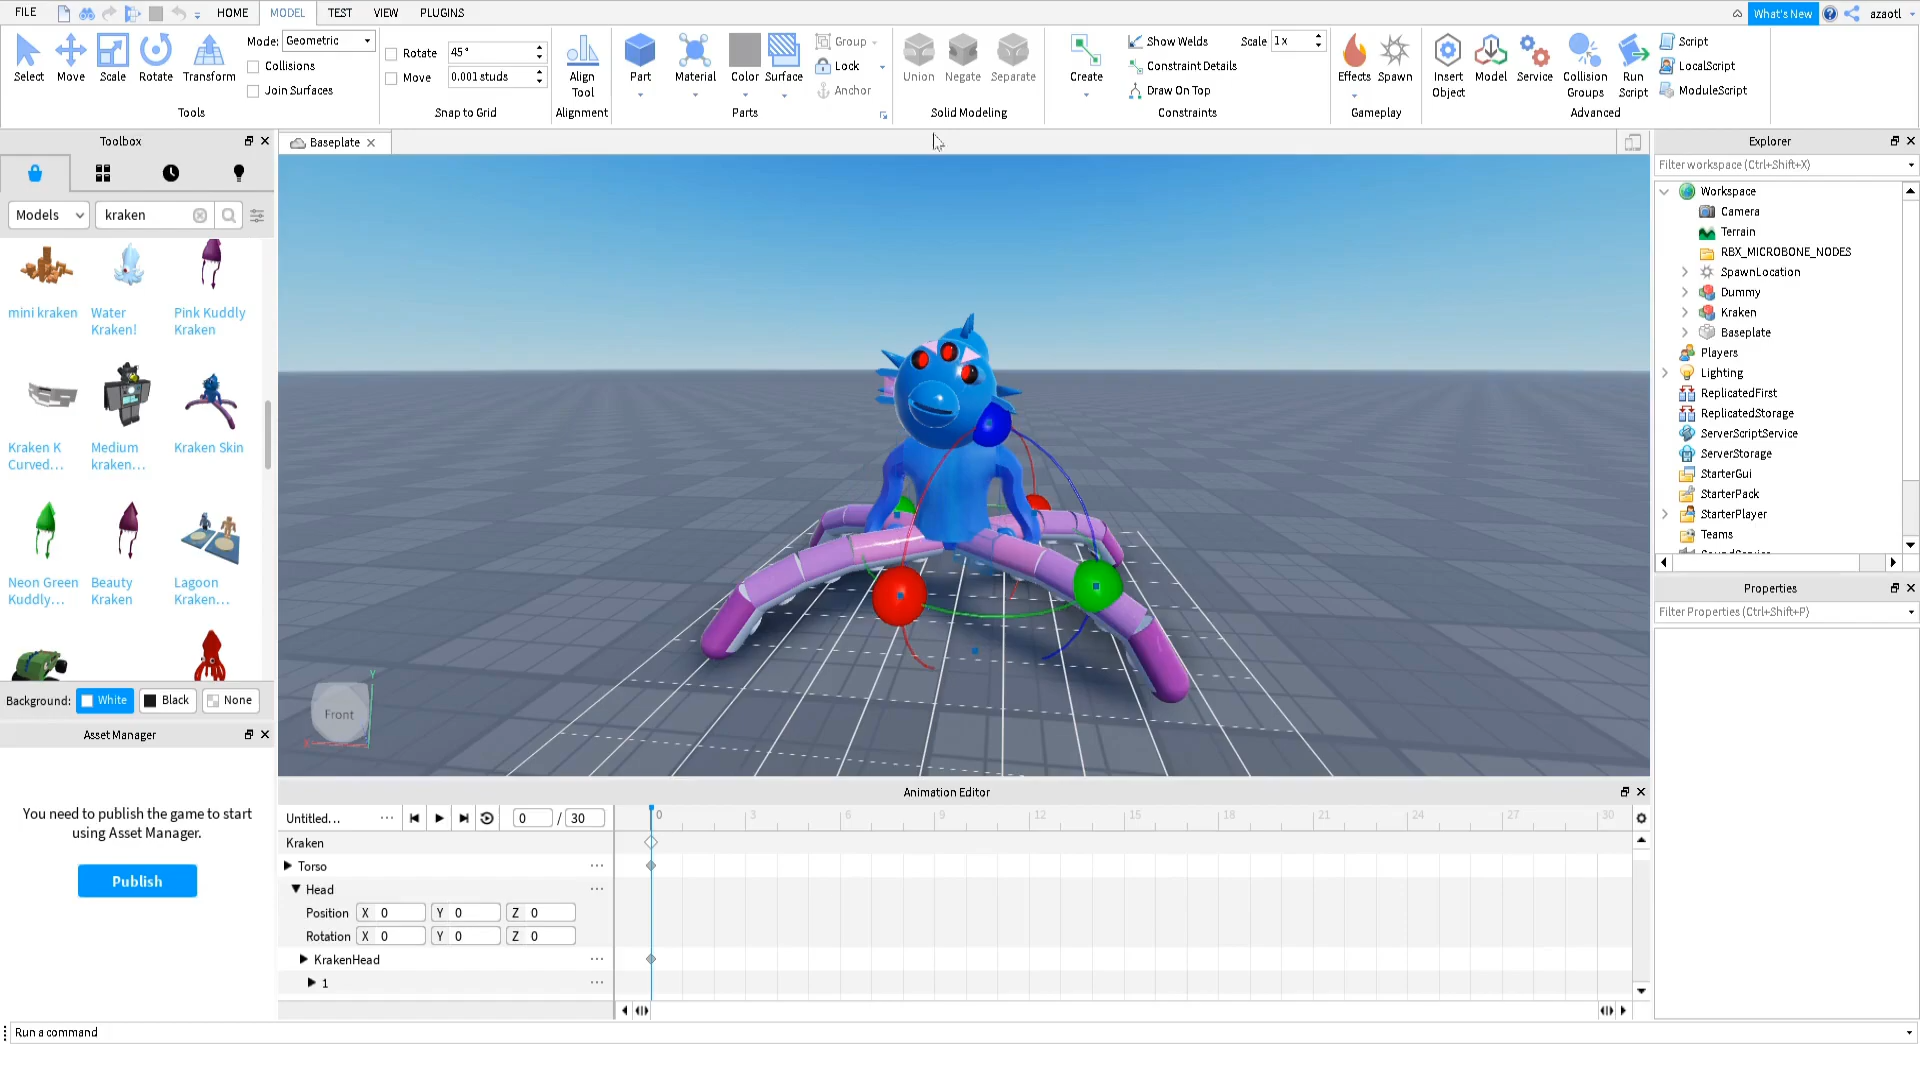 FILE HOME MODEL TEST VIEW PLUGINS What's New azaotl
Select Move Scale Rotate Transform Mode: Geometric Collisions Join Surfaces
Tools
Rotate 45°
Move 0.001 studs
Snap to Grid
Align Tool
Alignment
Part Material Color Surface Group Lock Anchor
Parts
Union Negate Separate
Solid Modeling
Create Show Welds Scale 1x
Constraint Details
Draw On Top
Constraints
Effects Spawn
Gameplay
Insert Object Model Service Collision Groups Run Script
Script
LocalScript
ModuleScript
Advanced
Toolbox
Models kraken
mini kraken
Water Kraken!
Pink Kuddly Kraken
Kraken K Curved...
Medium kraken...
Kraken Skin
Neon Green Kuddly...
Beauty Kraken
Lagoon Kraken...
Background: White Black None
Asset Manager
You need to publish the game to start
using Asset Manager.
Publish
Baseplate
Front
X
Y
Animation Editor
Untitled... 0 / 30
0 3 6 9 12 15 18 21 24 27 30
Kraken
Torso
Head
Position X 0 Y 0 Z 0
Rotation X 0 Y 0 Z 0
KrakenHead
1
Explorer
Filter workspace (Ctrl+Shift+X)
Workspace
Camera
Terrain
RBX_MICROBONE_NODES
SpawnLocation
Dummy
Kraken
Baseplate
Players
Lighting
ReplicatedFirst
ReplicatedStorage
ServerScriptService
ServerStorage
StarterGui
StarterPack
StarterPlayer
Teams
SoundService
Properties
Filter Properties (Ctrl+Shift+P)
Run a command